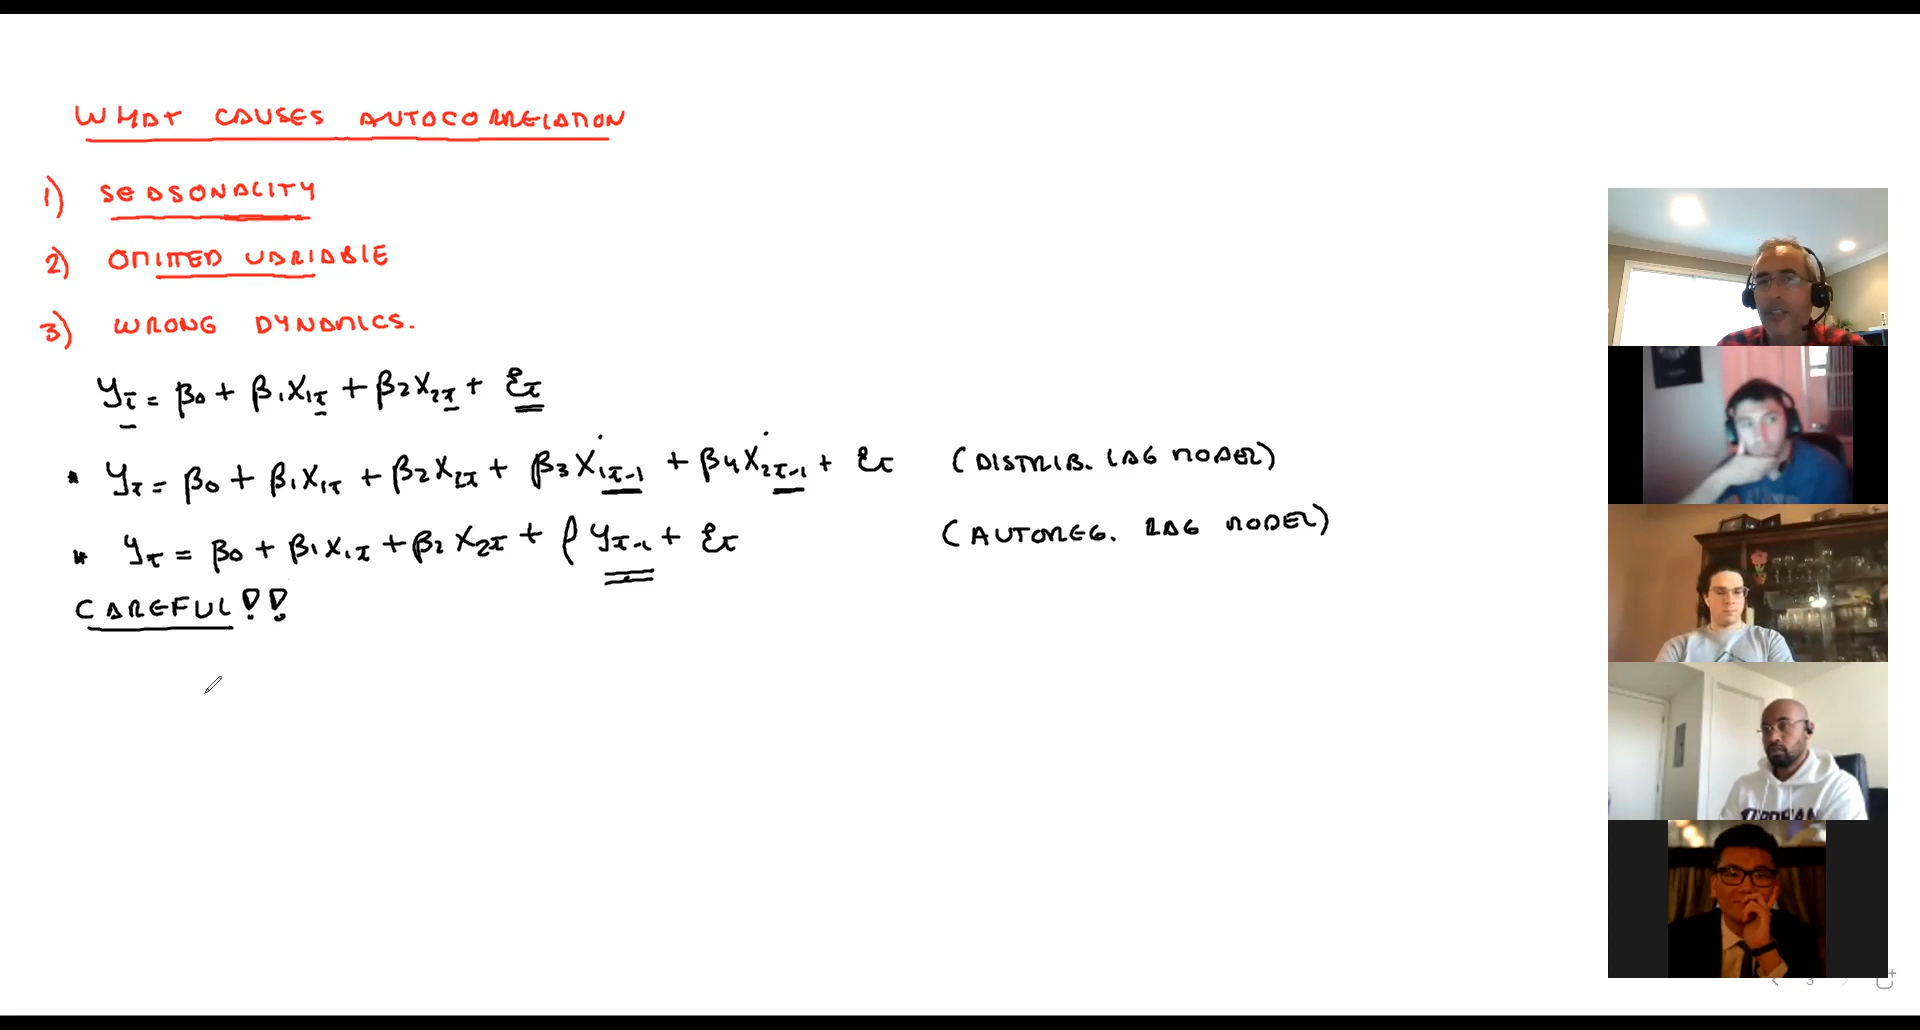 WHAT CAUSES AUTOCORRELATION
1) SEASONALITY
2) OMITTED VARIABLE
3) WRONG DYNAMICS.
yₜ = β₀ + β₁X₁ₜ + β₂X₂ₜ + εₜ
* yₜ = β₀ + β₁X₁ₜ + β₂X₂ₜ + β₃X₁ₜ₋₁ + β₄X₂ₜ₋₁ + εₜ (DISTRIB. LAG MODEL)
* yₜ = β₀ + β₁X₁ₜ + β₂X₂ₜ + ρyₜ₋₁ + εₜ (AUTOREG. LAG MODEL)
CAREFUL!!
3